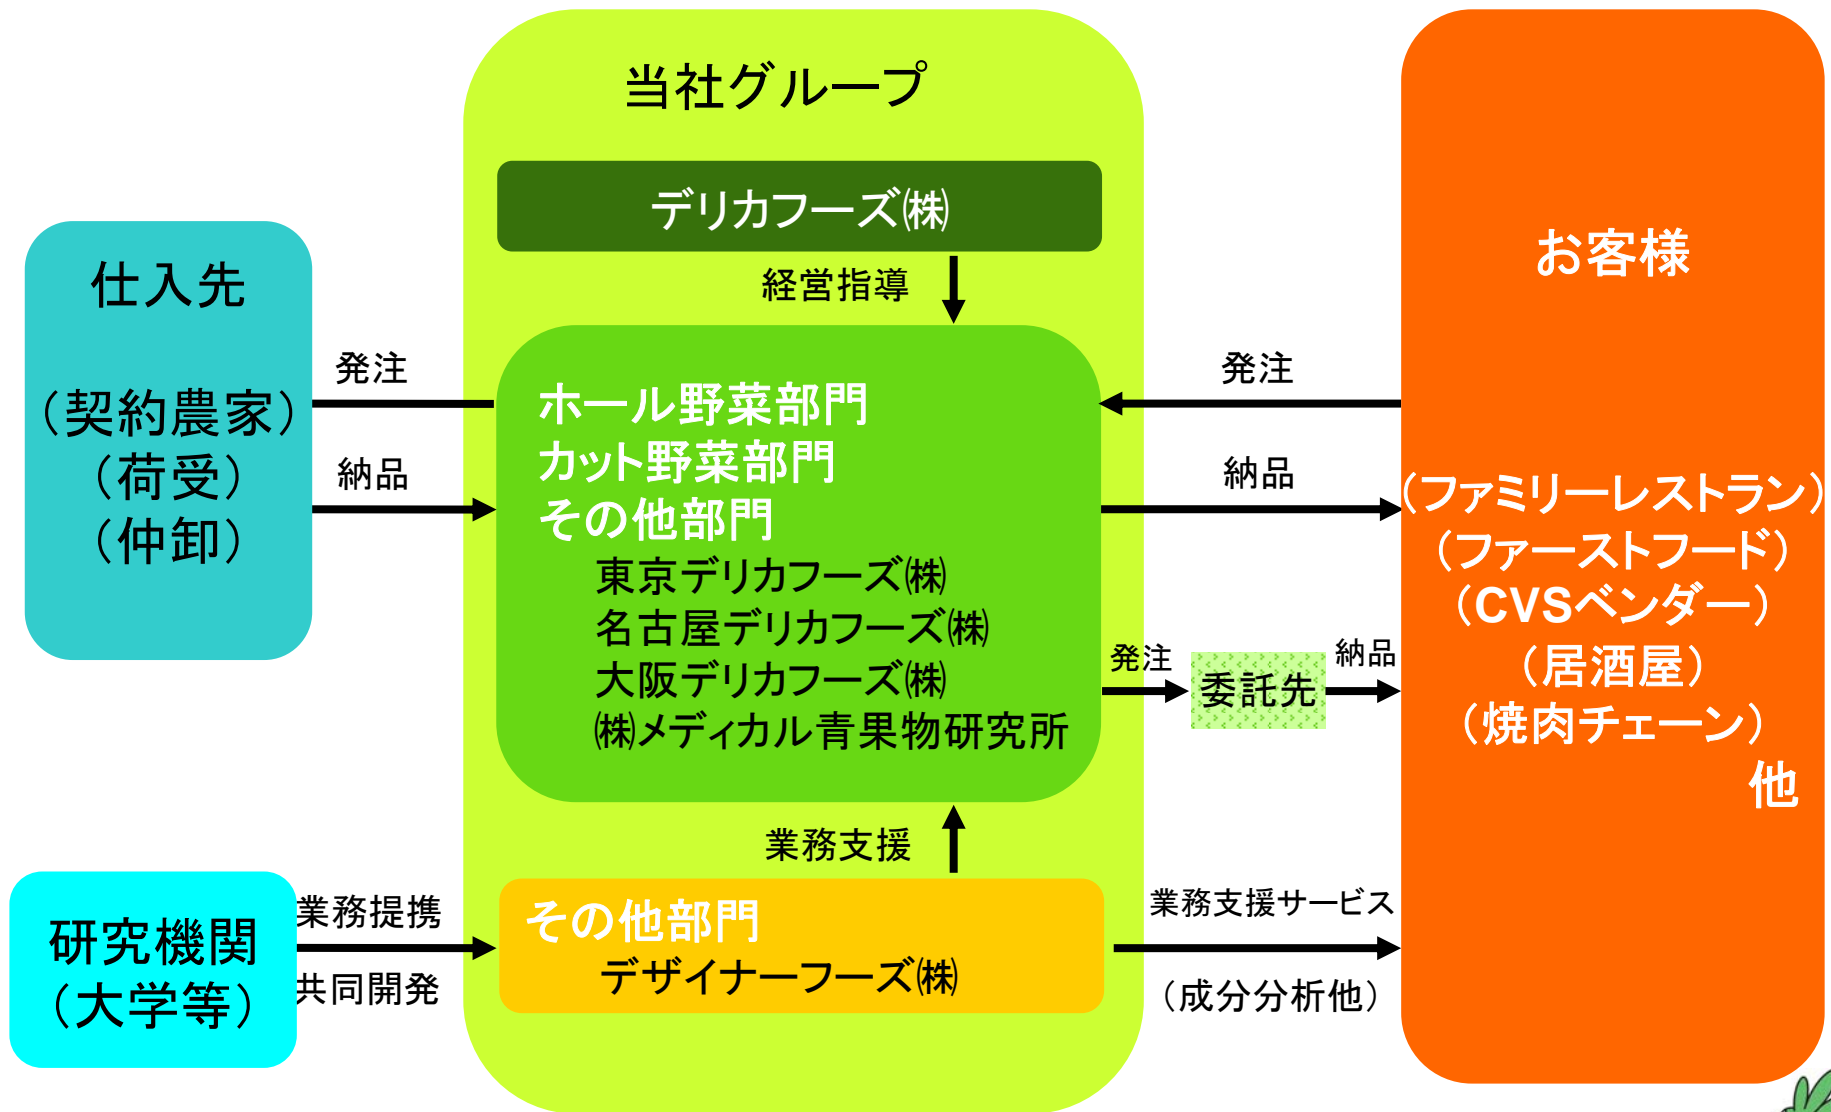 当社グループ
デリカフーズ㈱
経営指導
仕入先
（契約農家）
（荷受）
（仲卸）
発注
納品
ホール野菜部門
カット野菜部門
その他部門
東京デリカフーズ㈱
名古屋デリカフーズ㈱
大阪デリカフーズ㈱
㈱メディカル青果物研究所
発注
納品
発注
委託先
納品
お客様
（ファミリーレストラン）
（ファーストフード）
（CVSベンダー）
（居酒屋）
（焼肉チェーン）
他
業務支援
研究機関
（大学等）
業務提携
共同開発
その他部門
デザイナーフーズ㈱
業務支援サービス
（成分分析他）